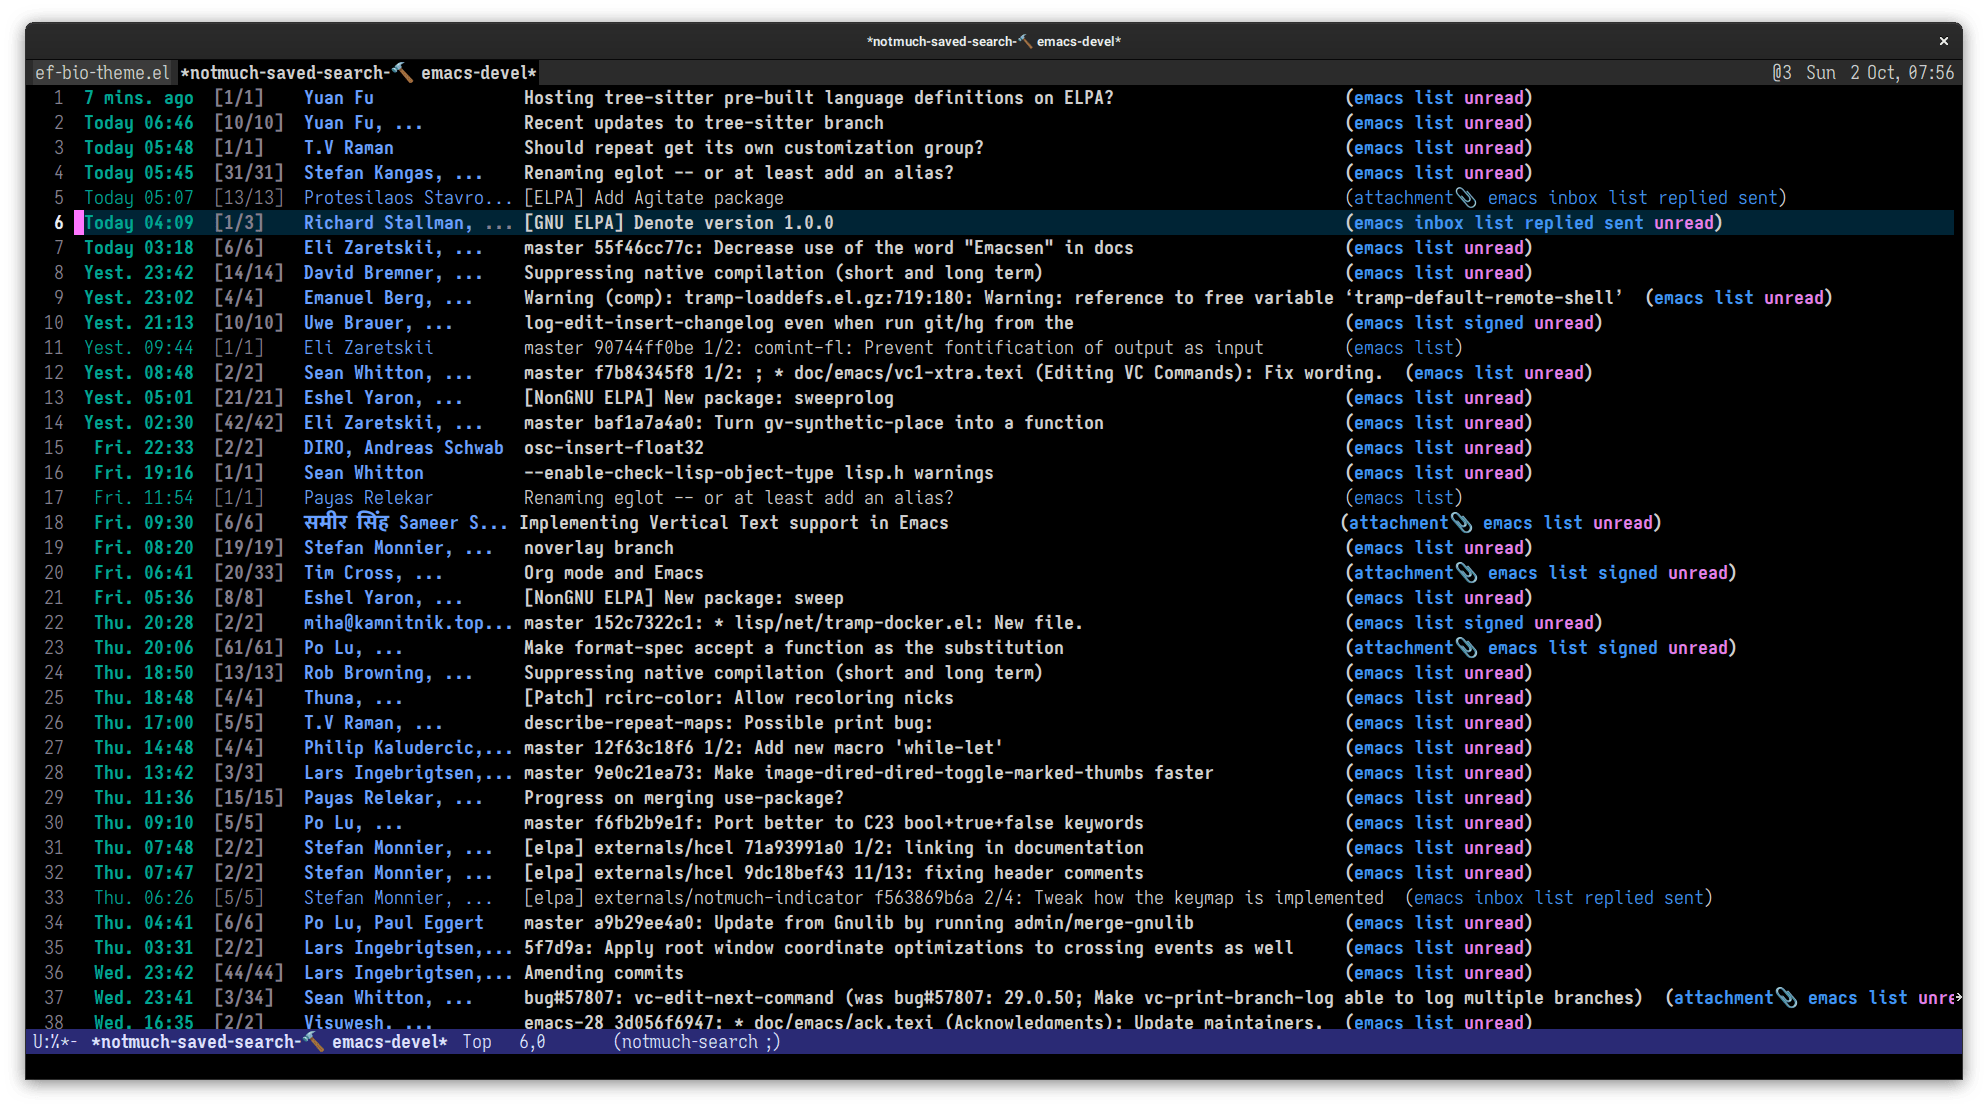 *notmuch-saved-search-🔨 emacs-devel* ×
ef-bio-theme.el *notmuch-saved-search-🔨 emacs-devel* @3 Sun 2 Oct, 07:56
1 7 mins. ago [1/1] Yuan Fu Hosting tree-sitter pre-built language definitions on ELPA? (emacs list unread)
2 Today 06:46 [10/10] Yuan Fu, ... Recent updates to tree-sitter branch (emacs list unread)
3 Today 05:48 [1/1] T.V Raman Should repeat get its own customization group? (emacs list unread)
4 Today 05:45 [31/31] Stefan Kangas, ... Renaming eglot -- or at least add an alias? (emacs list unread)
5 Today 05:07 [13/13] Protesilaos Stavro... [ELPA] Add Agitate package (attachment📎 emacs inbox list replied sent)
6 Today 04:09 [1/3] Richard Stallman, ... [GNU ELPA] Denote version 1.0.0 (emacs inbox list replied sent unread)
7 Today 03:18 [6/6] Eli Zaretskii, ... master 55f46cc77c: Decrease use of the word "Emacsen" in docs (emacs list unread)
8 Yest. 23:42 [14/14] David Bremner, ... Suppressing native compilation (short and long term) (emacs list unread)
9 Yest. 23:02 [4/4] Emanuel Berg, ... Warning (comp): tramp-loaddefs.el.gz:719:180: Warning: reference to free variable ‘tramp-default-remote-shell’ (emacs list unread)
10 Yest. 21:13 [10/10] Uwe Brauer, ... log-edit-insert-changelog even when run git/hg from the (emacs list signed unread)
11 Yest. 09:44 [1/1] Eli Zaretskii master 90744ff0be 1/2: comint-fl: Prevent fontification of output as input (emacs list)
12 Yest. 08:48 [2/2] Sean Whitton, ... master f7b84345f8 1/2: ; * doc/emacs/vc1-xtra.texi (Editing VC Commands): Fix wording. (emacs list unread)
13 Yest. 05:01 [21/21] Eshel Yaron, ... [NonGNU ELPA] New package: sweeprolog (emacs list unread)
14 Yest. 02:30 [42/42] Eli Zaretskii, ... master baf1a7a4a0: Turn gv-synthetic-place into a function (emacs list unread)
15 Fri. 22:33 [2/2] DIRO, Andreas Schwab osc-insert-float32 (emacs list unread)
16 Fri. 19:16 [1/1] Sean Whitton --enable-check-lisp-object-type lisp.h warnings (emacs list unread)
17 Fri. 11:54 [1/1] Payas Relekar Renaming eglot -- or at least add an alias? (emacs list)
18 Fri. 09:30 [6/6] समीर सिंह Sameer S... Implementing Vertical Text support in Emacs (attachment📎 emacs list unread)
19 Fri. 08:20 [19/19] Stefan Monnier, ... noverlay branch (emacs list unread)
20 Fri. 06:41 [20/33] Tim Cross, ... Org mode and Emacs (attachment📎 emacs list signed unread)
21 Fri. 05:36 [8/8] Eshel Yaron, ... [NonGNU ELPA] New package: sweep (emacs list unread)
22 Thu. 20:28 [2/2] miha@kamnitnik.top... master 152c7322c1: * lisp/net/tramp-docker.el: New file. (emacs list signed unread)
23 Thu. 20:06 [61/61] Po Lu, ... Make format-spec accept a function as the substitution (attachment📎 emacs list signed unread)
24 Thu. 18:50 [13/13] Rob Browning, ... Suppressing native compilation (short and long term) (emacs list unread)
25 Thu. 18:48 [4/4] Thuna, ... [Patch] rcirc-color: Allow recoloring nicks (emacs list unread)
26 Thu. 17:00 [5/5] T.V Raman, ... describe-repeat-maps: Possible print bug: (emacs list unread)
27 Thu. 14:48 [4/4] Philip Kaludercic,... master 12f63c18f6 1/2: Add new macro 'while-let' (emacs list unread)
28 Thu. 13:42 [3/3] Lars Ingebrigtsen,... master 9e0c21ea73: Make image-dired-dired-toggle-marked-thumbs faster (emacs list unread)
29 Thu. 11:36 [15/15] Payas Relekar, ... Progress on merging use-package? (emacs list unread)
30 Thu. 09:10 [5/5] Po Lu, ... master f6fb2b9e1f: Port better to C23 bool+true+false keywords (emacs list unread)
31 Thu. 07:48 [2/2] Stefan Monnier, ... [elpa] externals/hcel 71a93991a0 1/2: linking in documentation (emacs list unread)
32 Thu. 07:47 [2/2] Stefan Monnier, ... [elpa] externals/hcel 9dc18bef43 11/13: fixing header comments (emacs list unread)
33 Thu. 06:26 [5/5] Stefan Monnier, ... [elpa] externals/notmuch-indicator f563869b6a 2/4: Tweak how the keymap is implemented (emacs inbox list replied sent)
34 Thu. 04:41 [6/6] Po Lu, Paul Eggert master a9b29ee4a0: Update from Gnulib by running admin/merge-gnulib (emacs list unread)
35 Thu. 03:31 [2/2] Lars Ingebrigtsen,... 5f7d9a: Apply root window coordinate optimizations to crossing events as well (emacs list unread)
36 Wed. 23:42 [44/44] Lars Ingebrigtsen,... Amending commits (emacs list unread)
37 Wed. 23:41 [3/34] Sean Whitton, ... bug#57807: vc-edit-next-command (was bug#57807: 29.0.50; Make vc-print-branch-log able to log multiple branches) (attachment📎 emacs list unre
38 Wed. 16:35 [2/2] Visuwesh, ... emacs-28 3d056f6947: * doc/emacs/ack.texi (Acknowledgments): Update maintainers. (emacs list unread)
U:%*- *notmuch-saved-search-🔨 emacs-devel* Top 6,0 (notmuch-search ;)